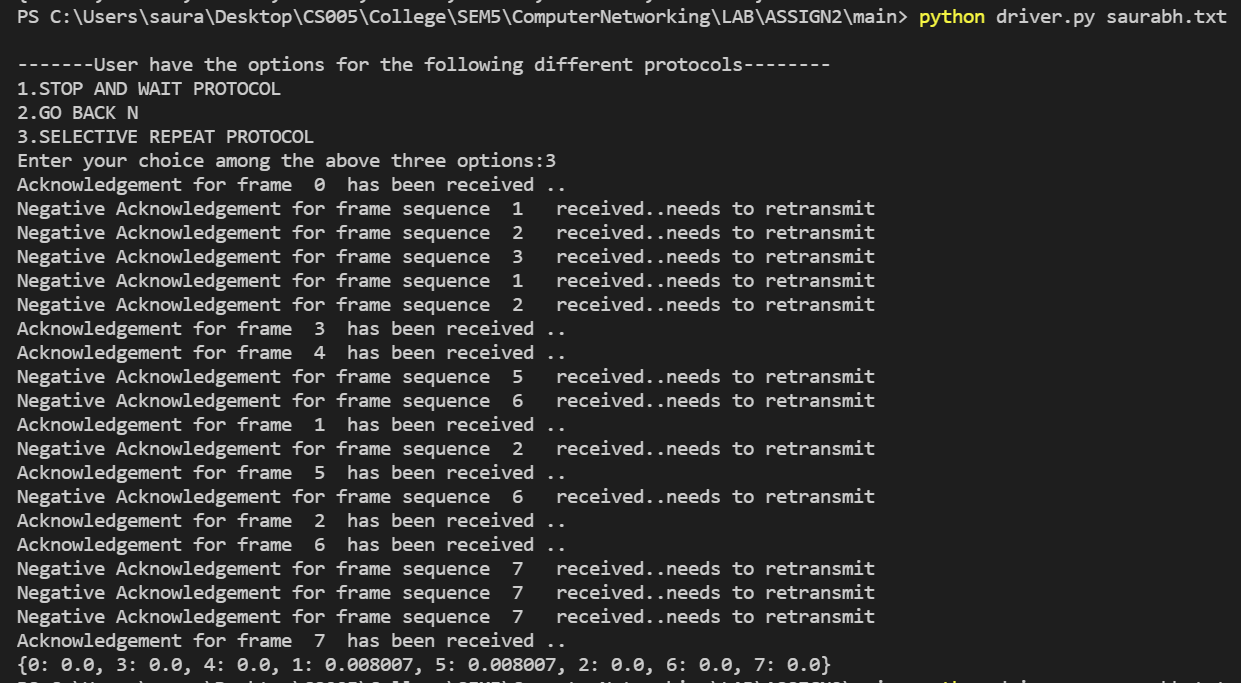 PS C:\Users\saura\Desktop\CS005\College\SEM5\ComputerNetworking\LAB\ASSIGN2\main> python driver.py saurabh.txt
-------User have the options for the following different protocols--------
1.STOP AND WAIT PROTOCOL
2.GO BACK N
3.SELECTIVE REPEAT PROTOCOL
Enter your choice among the above three options:3
Acknowledgement for frame  0  has been received ..
Negative Acknowledgement for frame sequence  1   received..needs to retransmit
Negative Acknowledgement for frame sequence  2   received..needs to retransmit
Negative Acknowledgement for frame sequence  3   received..needs to retransmit
Negative Acknowledgement for frame sequence  1   received..needs to retransmit
Negative Acknowledgement for frame sequence  2   received..needs to retransmit
Acknowledgement for frame  3  has been received ..
Acknowledgement for frame  4  has been received ..
Negative Acknowledgement for frame sequence  5   received..needs to retransmit
Negative Acknowledgement for frame sequence  6   received..needs to retransmit
Acknowledgement for frame  1  has been received ..
Negative Acknowledgement for frame sequence  2   received..needs to retransmit
Acknowledgement for frame  5  has been received ..
Negative Acknowledgement for frame sequence  6   received..needs to retransmit
Acknowledgement for frame  2  has been received ..
Acknowledgement for frame  6  has been received ..
Negative Acknowledgement for frame sequence  7   received..needs to retransmit
Negative Acknowledgement for frame sequence  7   received..needs to retransmit
Negative Acknowledgement for frame sequence  7   received..needs to retransmit
Acknowledgement for frame  7  has been received ..
{0: 0.0, 3: 0.0, 4: 0.0, 1: 0.008007, 5: 0.008007, 2: 0.0, 6: 0.0, 7: 0.0}